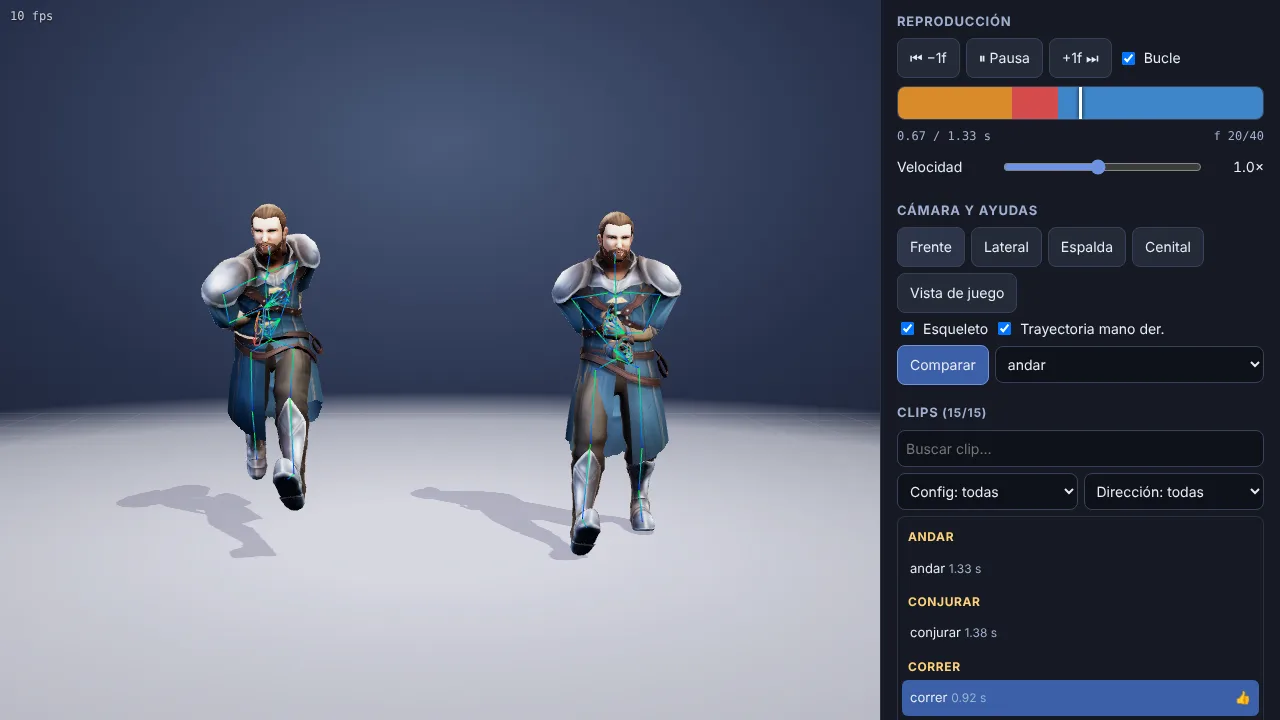 10 fps
REPRODUCCIÓN
⏮ −1f
⏸ Pausa
+1f ⏭
Bucle
0.67 / 1.33 s
f 20/40
Velocidad
1.0×
CÁMARA Y AYUDAS
Frente
Lateral
Espalda
Cenital
Vista de juego
Esqueleto
Trayectoria mano der.
Comparar
andar
CLIPS (15/15)
Buscar clip...
Config: todas
Dirección: todas
ANDAR
andar 1.33 s
CONJURAR
conjurar 1.38 s
CORRER
correr 0.92 s 👍